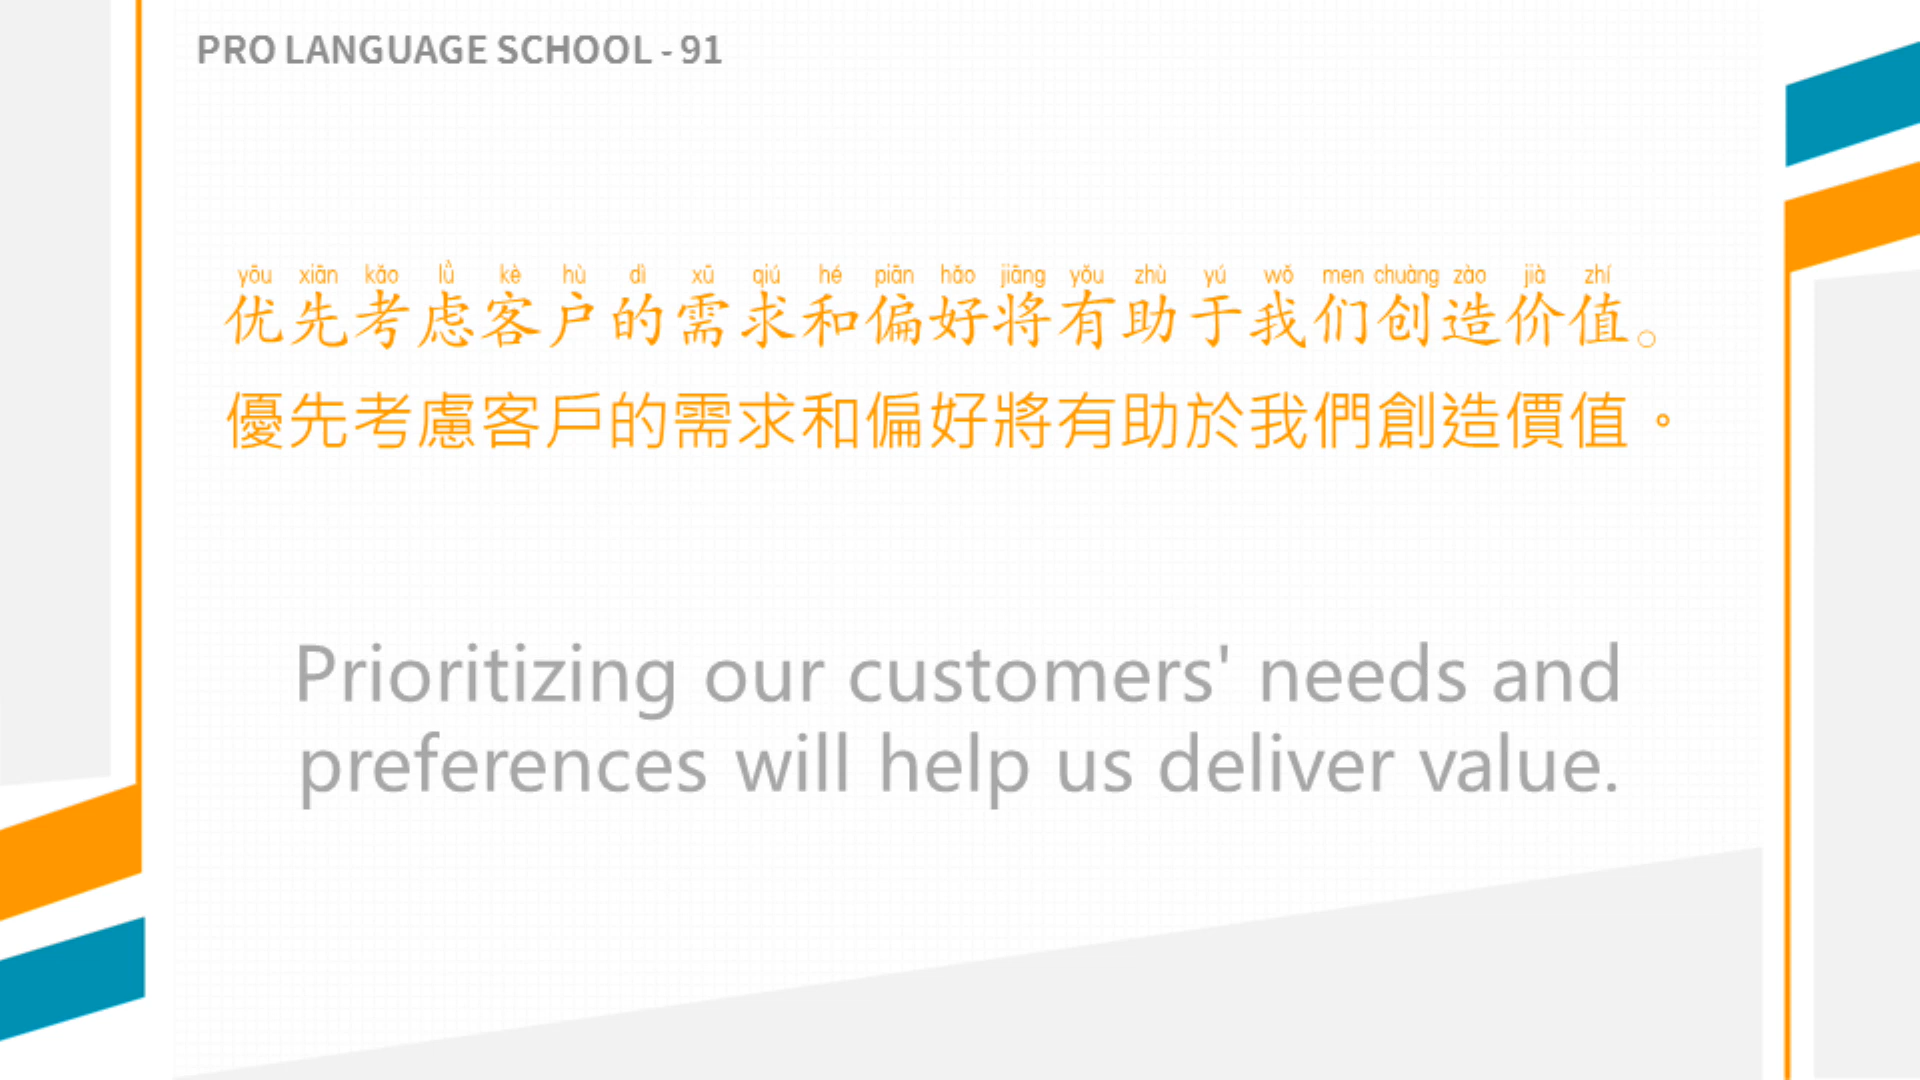 PRO LANGUAGE SCHOOL - 91
yōu xiān kǎo lǜ kè hù dì xū qiú hé piān hǎo jiāng yǒu zhù yú wǒ men chuàng zào jià zhí
优先考虑客户的需求和偏好将有助于我们创造价值。
優先考慮客戶的需求和偏好將有助於我們創造價值。
Prioritizing our customers' needs and
preferences will help us deliver value.